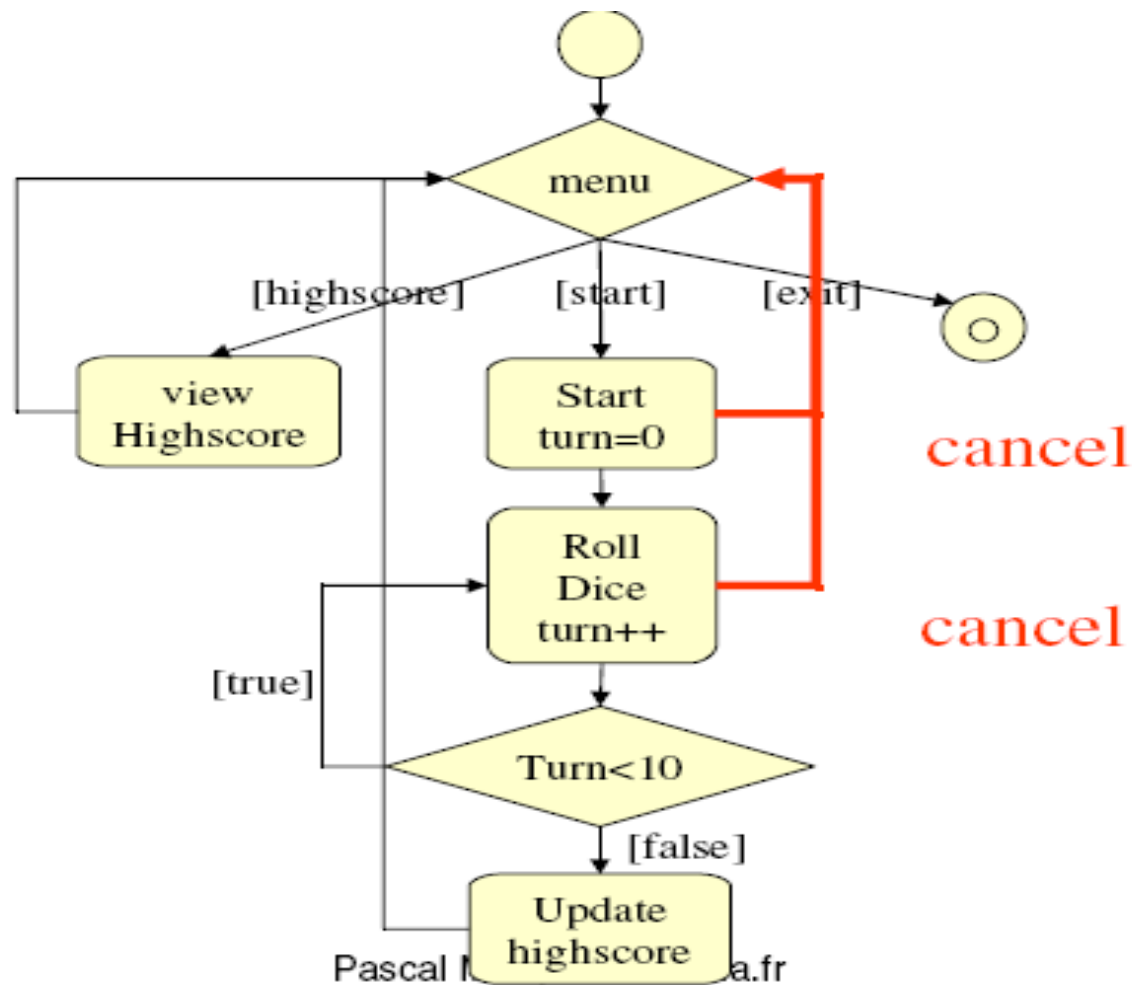 menu
[highscore]
[start]
[exit]
view
Highscore
Start
turn=0
cancel
Roll
Dice
turn++
cancel
[true]
Turn<10
[false]
Update
highscore
Pascal a.fr